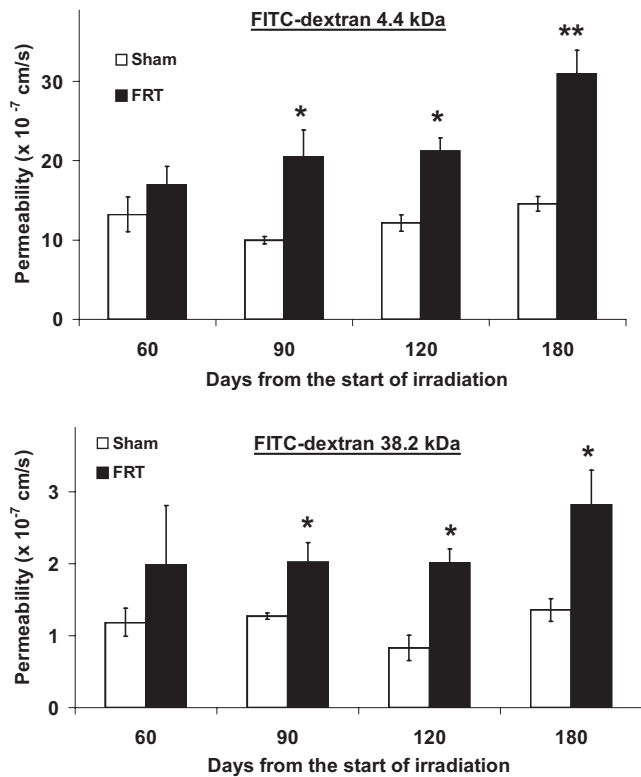 FITC-dextran 4.4 kDa
Sham
FRT
*
*
**
Permeability (x 10 -7 cm/s)
30
20
10
0
60 90 120 180
Days from the start of irradiation
FITC-dextran 38.2 kDa
Sham
FRT
*
*
*
Permeability (x 10-7 cm/s)
3
2
1
0
60 90 120 180
Days from the start of irradiation